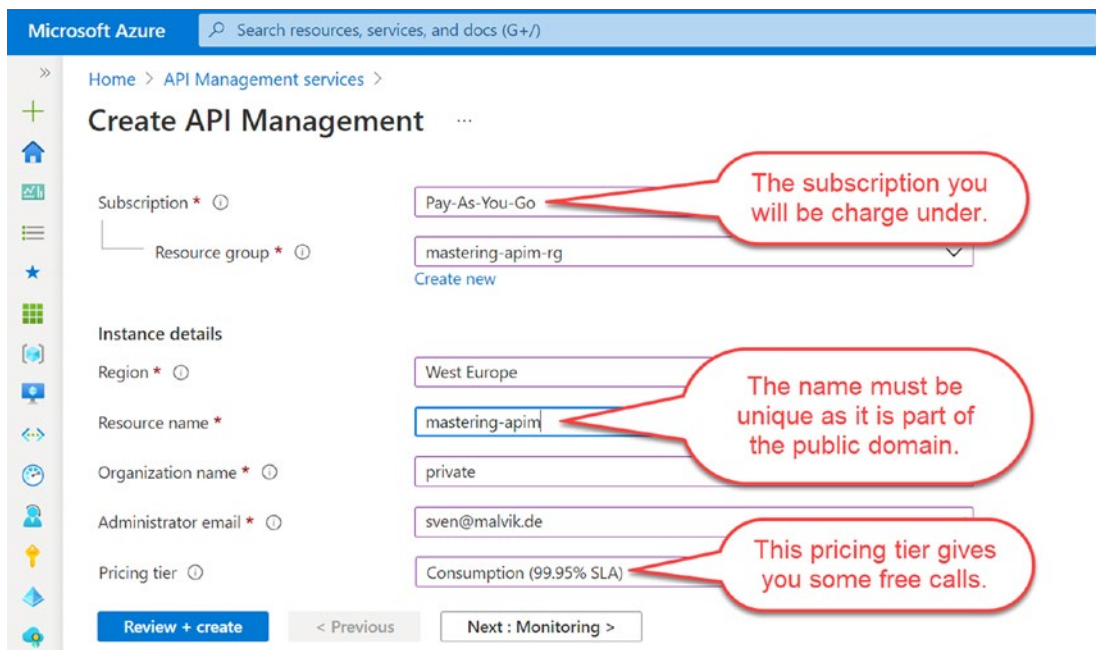 Microsoft Azure
Search resources, services, and docs (G+/)
Home > API Management services >
Create API Management ...
Subscription * Pay-As-You-Go
The subscription you
will be charge under.
Resource group * mastering-apim-rg
Create new
Instance details
Region * West Europe
Resource name * mastering-apim
The name must be
unique as it is part of
the public domain.
Organization name * private
Administrator email * sven@malvik.de
Pricing tier Consumption (99.95% SLA)
This pricing tier gives
you some free calls.
Review + create < Previous Next : Monitoring >